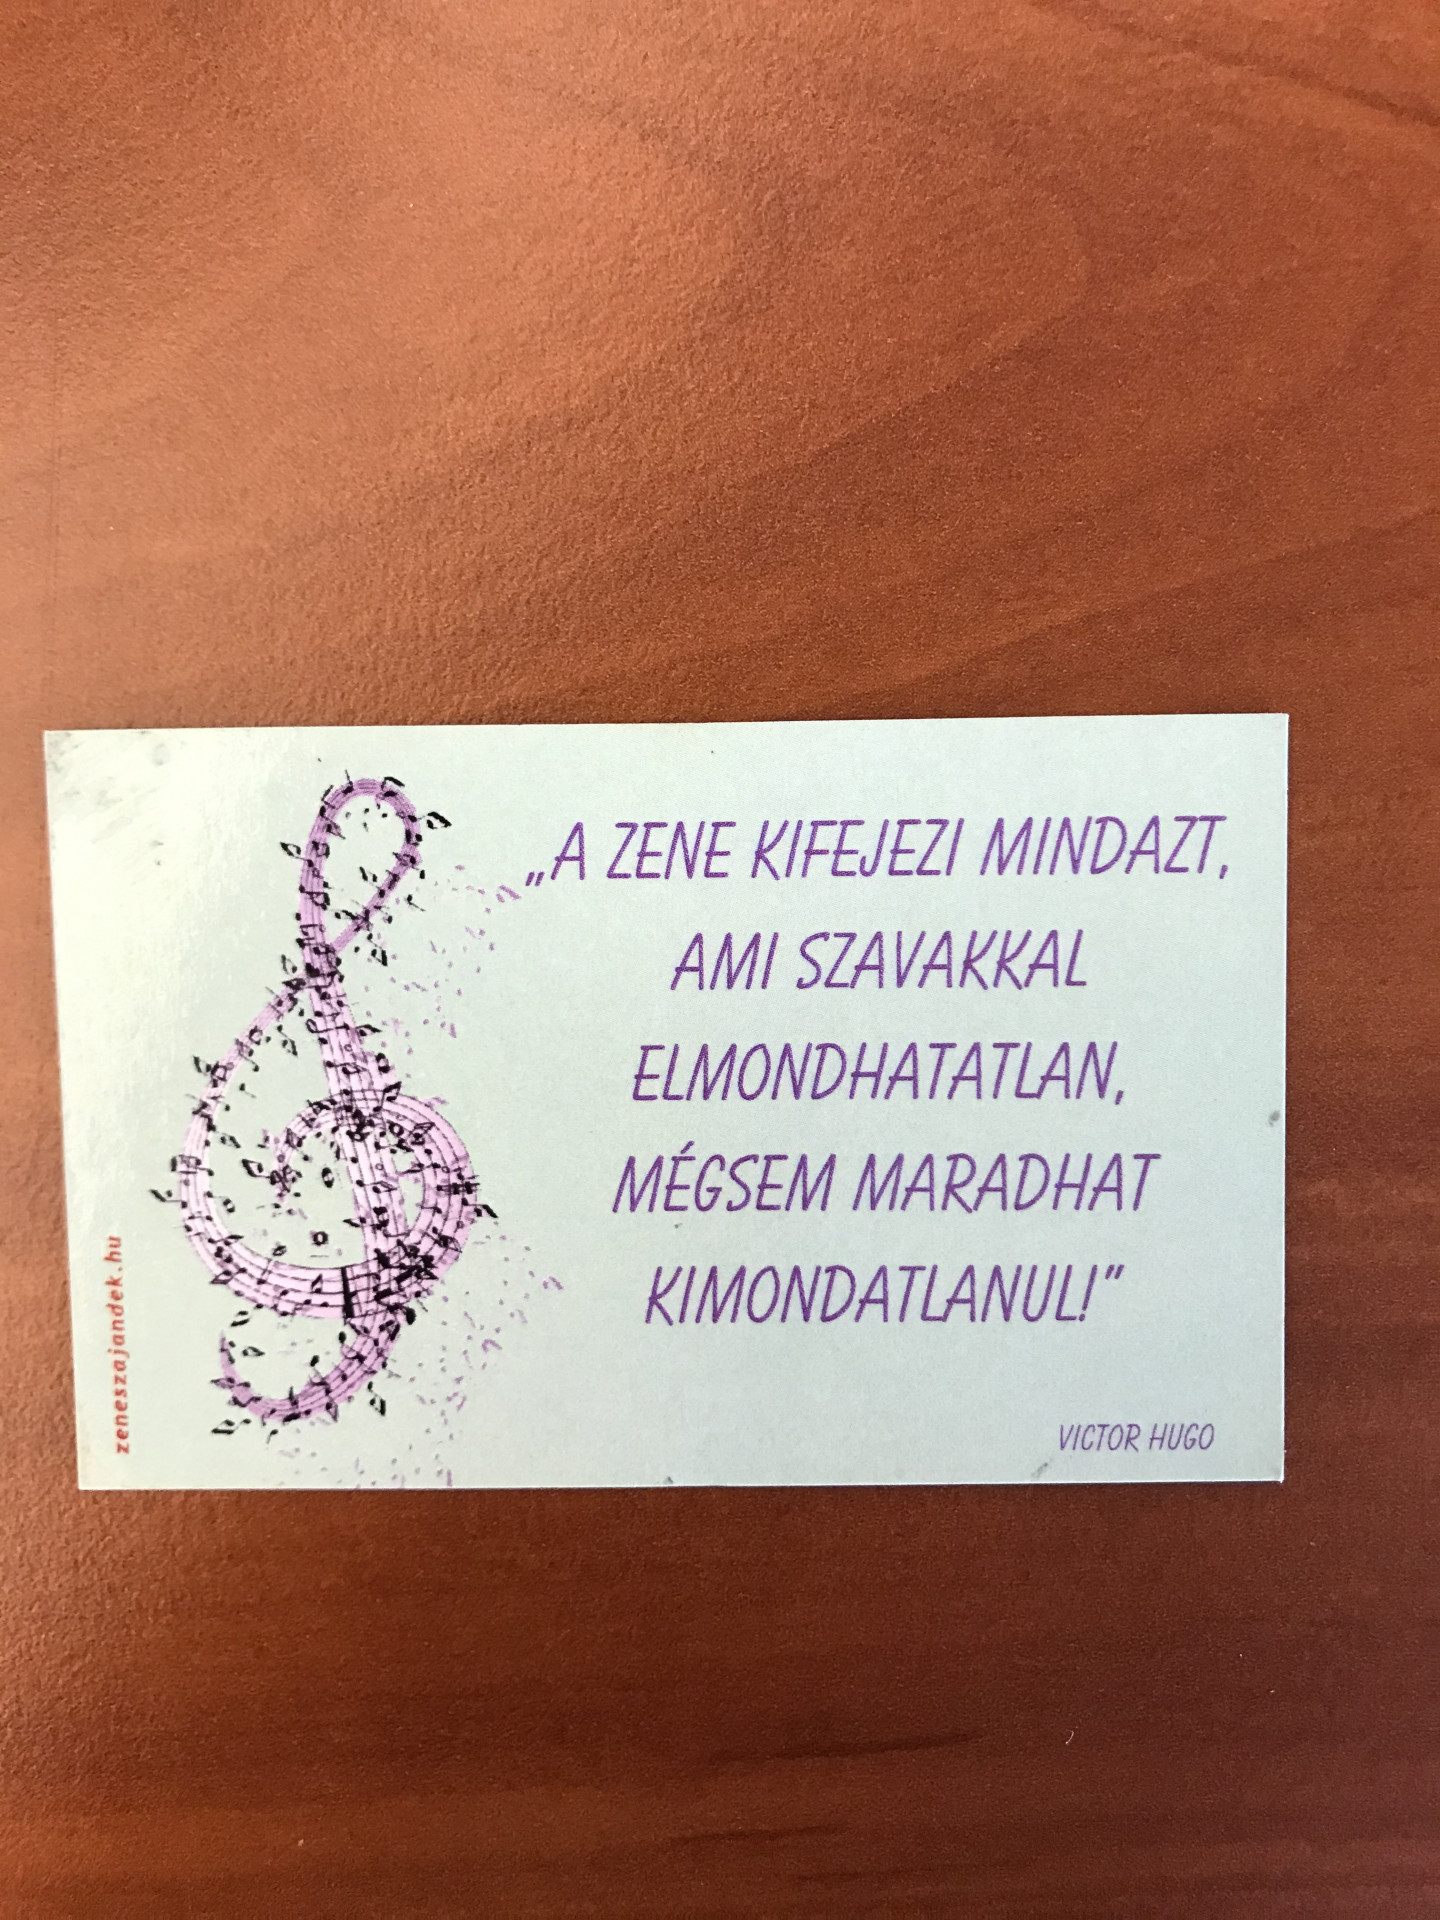 „A ZENE KIFEJEZI MINDAZT,
AMI SZAVAKKAL
ELMONDHATATLAN,
MÉGSEM MARADHAT
KIMONDATLANUL!”
VICTOR HUGO
zeneszajandek.hu